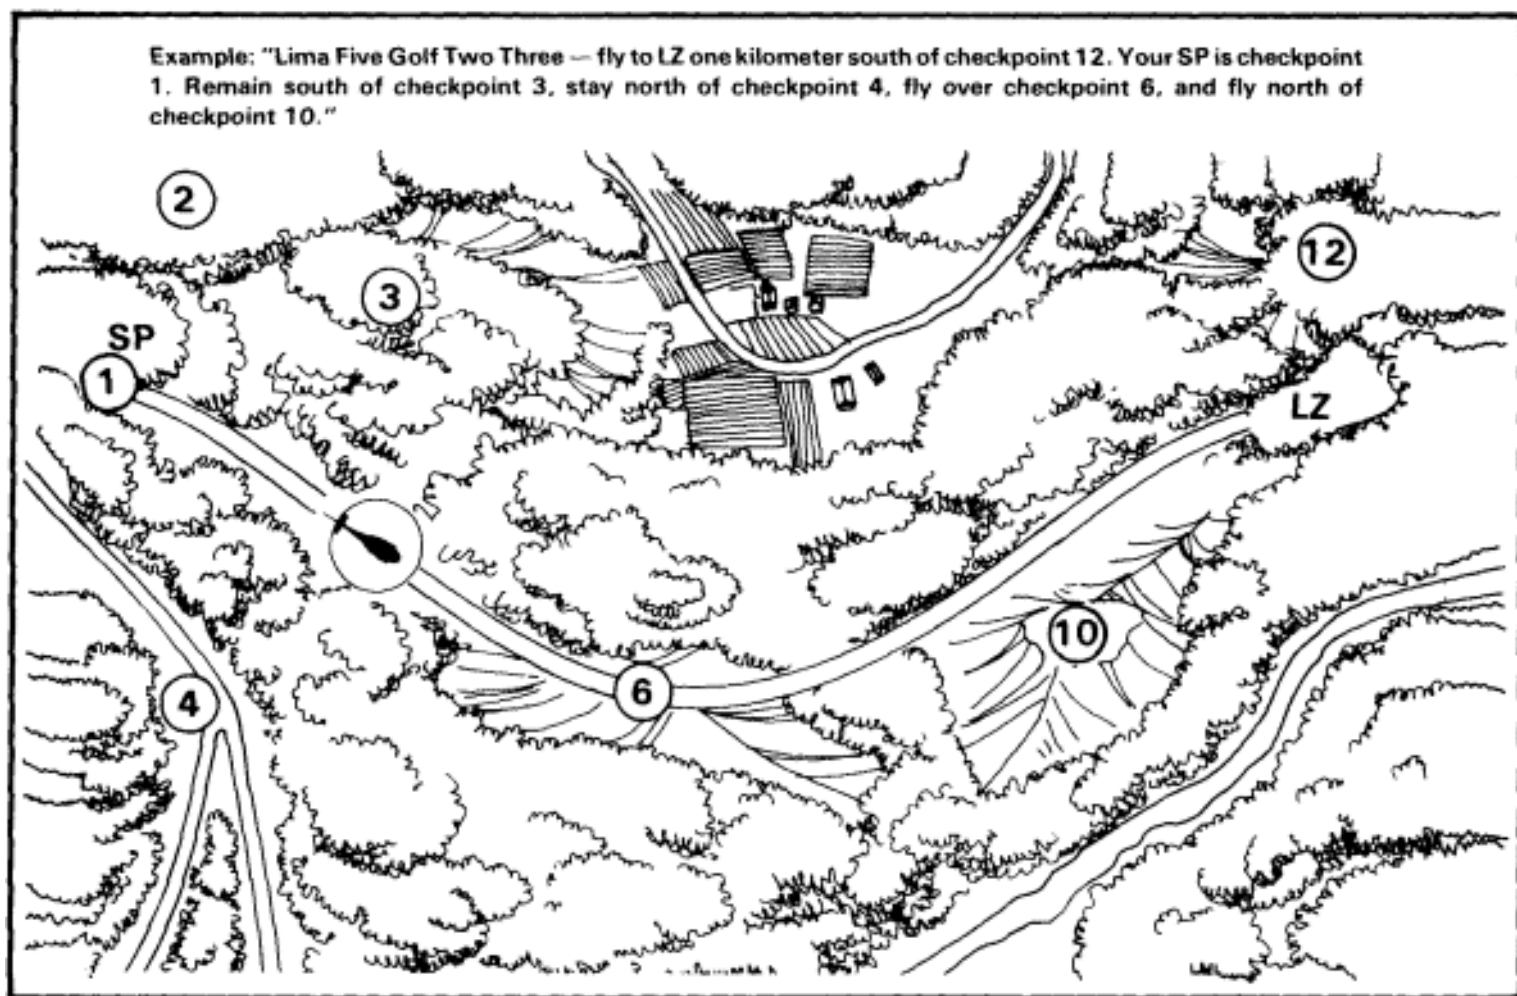 Example: "Lima Five Golf Two Three — fly to LZ one kilometer south of checkpoint 12. Your SP is checkpoint
1. Remain south of checkpoint 3, stay north of checkpoint 4, fly over checkpoint 6, and fly north of
checkpoint 10."
2
12
3
SP
1
LZ
10
6
4